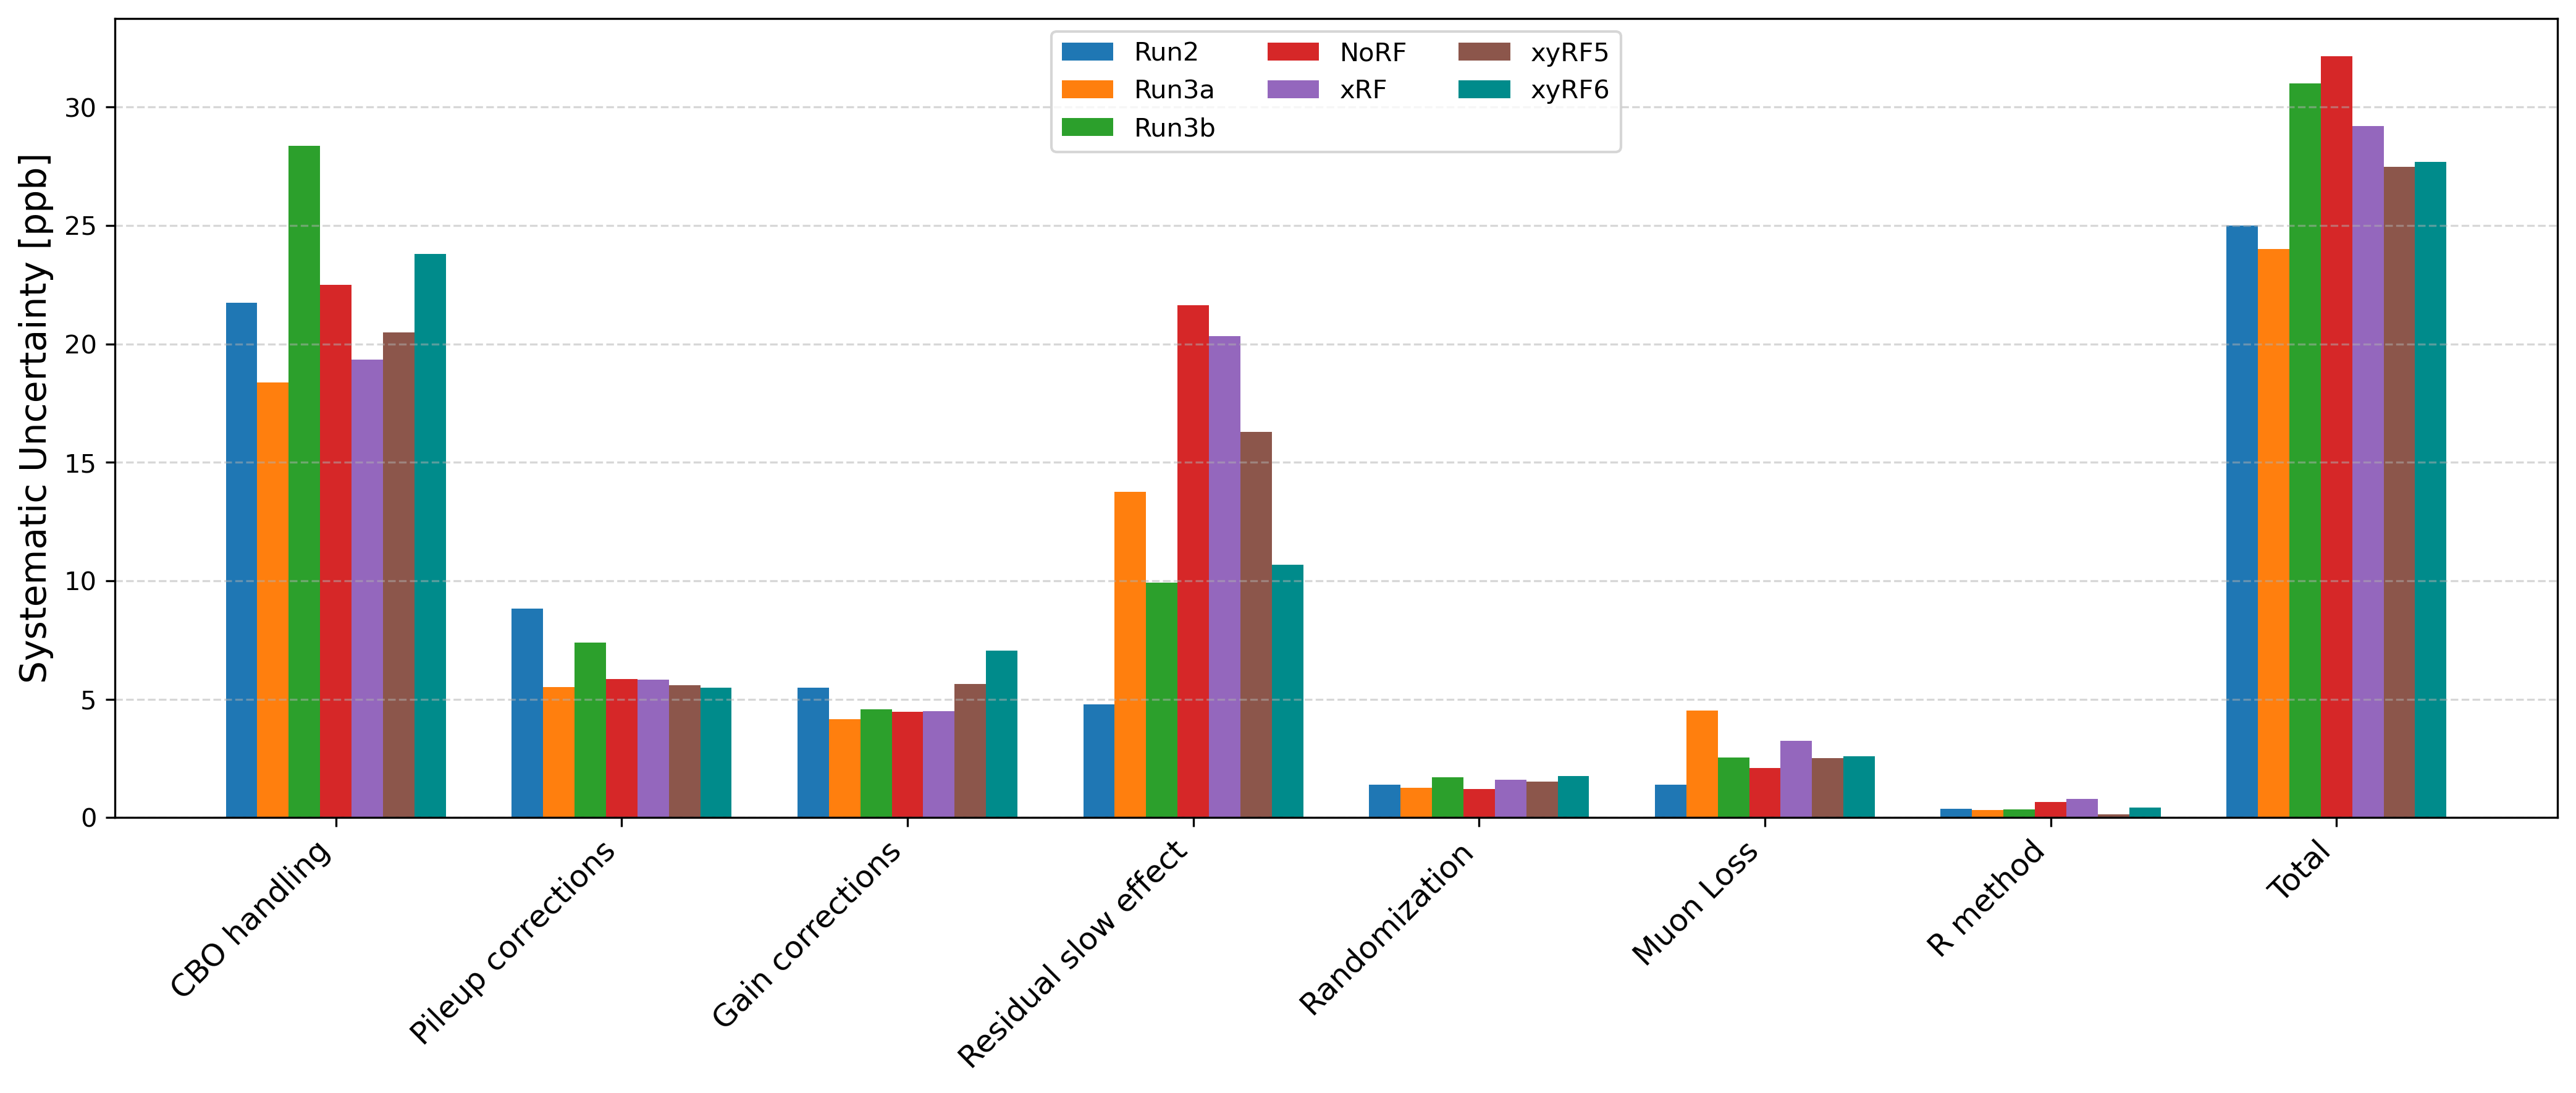 Run2
Run3a
Run3b
NoRF
xRF
xyRF5
xyRF6
Systematic Uncertainty [ppb]
30
25
20
15
10
5
0
CBO handling
Pileup corrections
Gain corrections
Residual slow effect
Randomization
Muon Loss
R method
Total